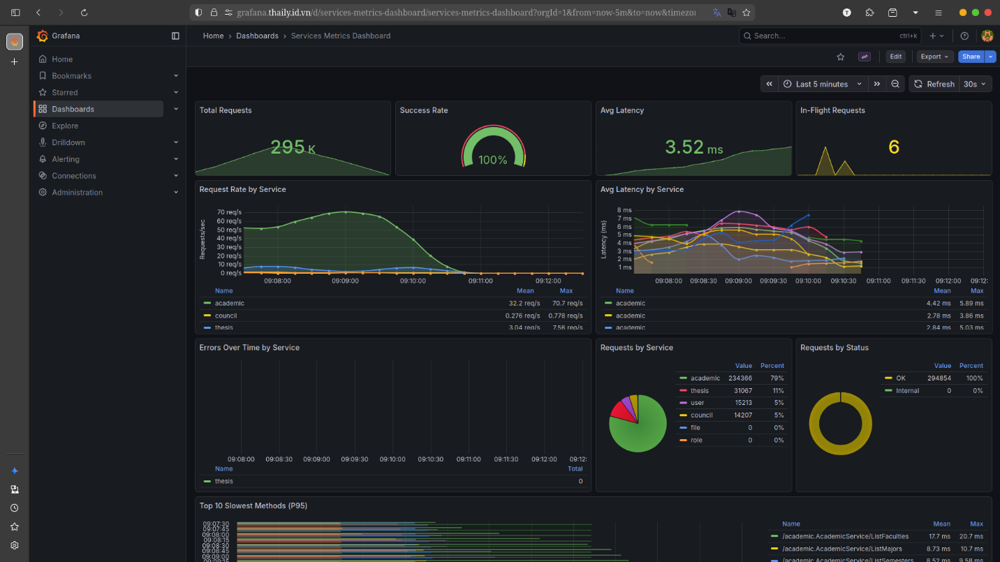 grafana.thaily.id.vn/d/services-metrics-dashboard/services-metrics-dashboard?orgId=1&from=now-5m&to=now&timezo
T
Grafana
Home › Dashboards › Services Metrics Dashboard
Search...
ctrl+k
Home
Bookmarks
Starred
Dashboards
Explore
Drilldown
Alerting
Connections
Administration
Edit
Export
Share
Last 5 minutes
Refresh
30s
Total Requests
295 K
Success Rate
100%
Avg Latency
3.52 ms
In-Flight Requests
6
Request Rate by Service
Requests/sec
70 req/s
60 req/s
50 req/s
40 req/s
30 req/s
20 req/s
10 req/s
0 req/s
09:08:00 09:09:00 09:10:00 09:11:00 09:12:00
Name Mean Max
academic 32.2 req/s 70.7 req/s
council 0.276 req/s 0.778 req/s
thesis 3.04 req/s 7.56 req/s
Avg Latency by Service
Latency (ms)
8 ms
7 ms
6 ms
5 ms
4 ms
3 ms
2 ms
1 ms
09:08:00 09:08:30 09:09:00 09:09:30 09:10:00 09:10:30 09:11:00 09:11:30 09:12:00 09:12:
Name Mean Max
academic 4.42 ms 5.89 ms
academic 2.78 ms 3.86 ms
academic 2.84 ms 5.03 ms
Errors Over Time by Service
09:08:00 09:08:30 09:09:00 09:09:30 09:10:00 09:10:30 09:11:00 09:11:30 09:12:00 09:12:
Name Total
thesis 0
Requests by Service
Value Percent
academic 234366 79%
thesis 31067 11%
user 15213 5%
council 14207 5%
file 0 0%
role 0 0%
Requests by Status
Value Percent
OK 294854 100%
Internal 0 0%
Top 10 Slowest Methods (P95)
09:07:30
09:07:45
09:08:00
09:08:15
09:08:30
09:08:45
09:09:00
09:09:15
Name Mean Max
/academic.AcademicService/ListFaculties 17.7 ms 20.7 ms
/academic.AcademicService/ListMajors 8.73 ms 10.7 ms
/academic.AcademicService/ListSemesters 8.52 ms 9.58 ms